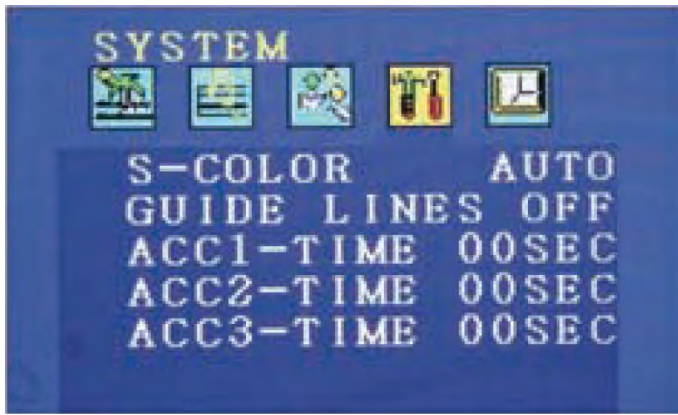 SYSTEM
S-COLOR AUTO
GUIDE LINES OFF
ACC1-TIME 00SEC
ACC2-TIME 00SEC
ACC3-TIME 00SEC